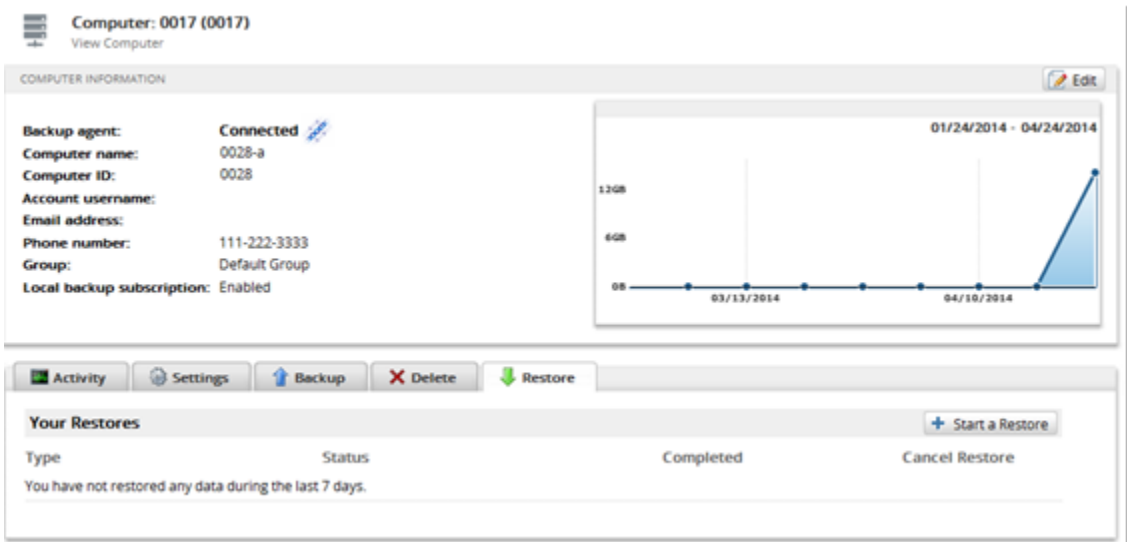 Computer: 0017 (0017)
View Computer
COMPUTER INFORMATION
Edit
Backup agent: Connected
Computer name: 0028-a
Computer ID: 0028
Account username:
Email address:
Phone number: 111-222-3333
Group: Default Group
Local backup subscription: Enabled
01/24/2014 - 04/24/2014
12GB
6GB
0B
03/13/2014 04/10/2014
Activity Settings Backup Delete Restore
Your Restores Start a Restore
Type Status Completed Cancel Restore
You have not restored any data during the last 7 days.